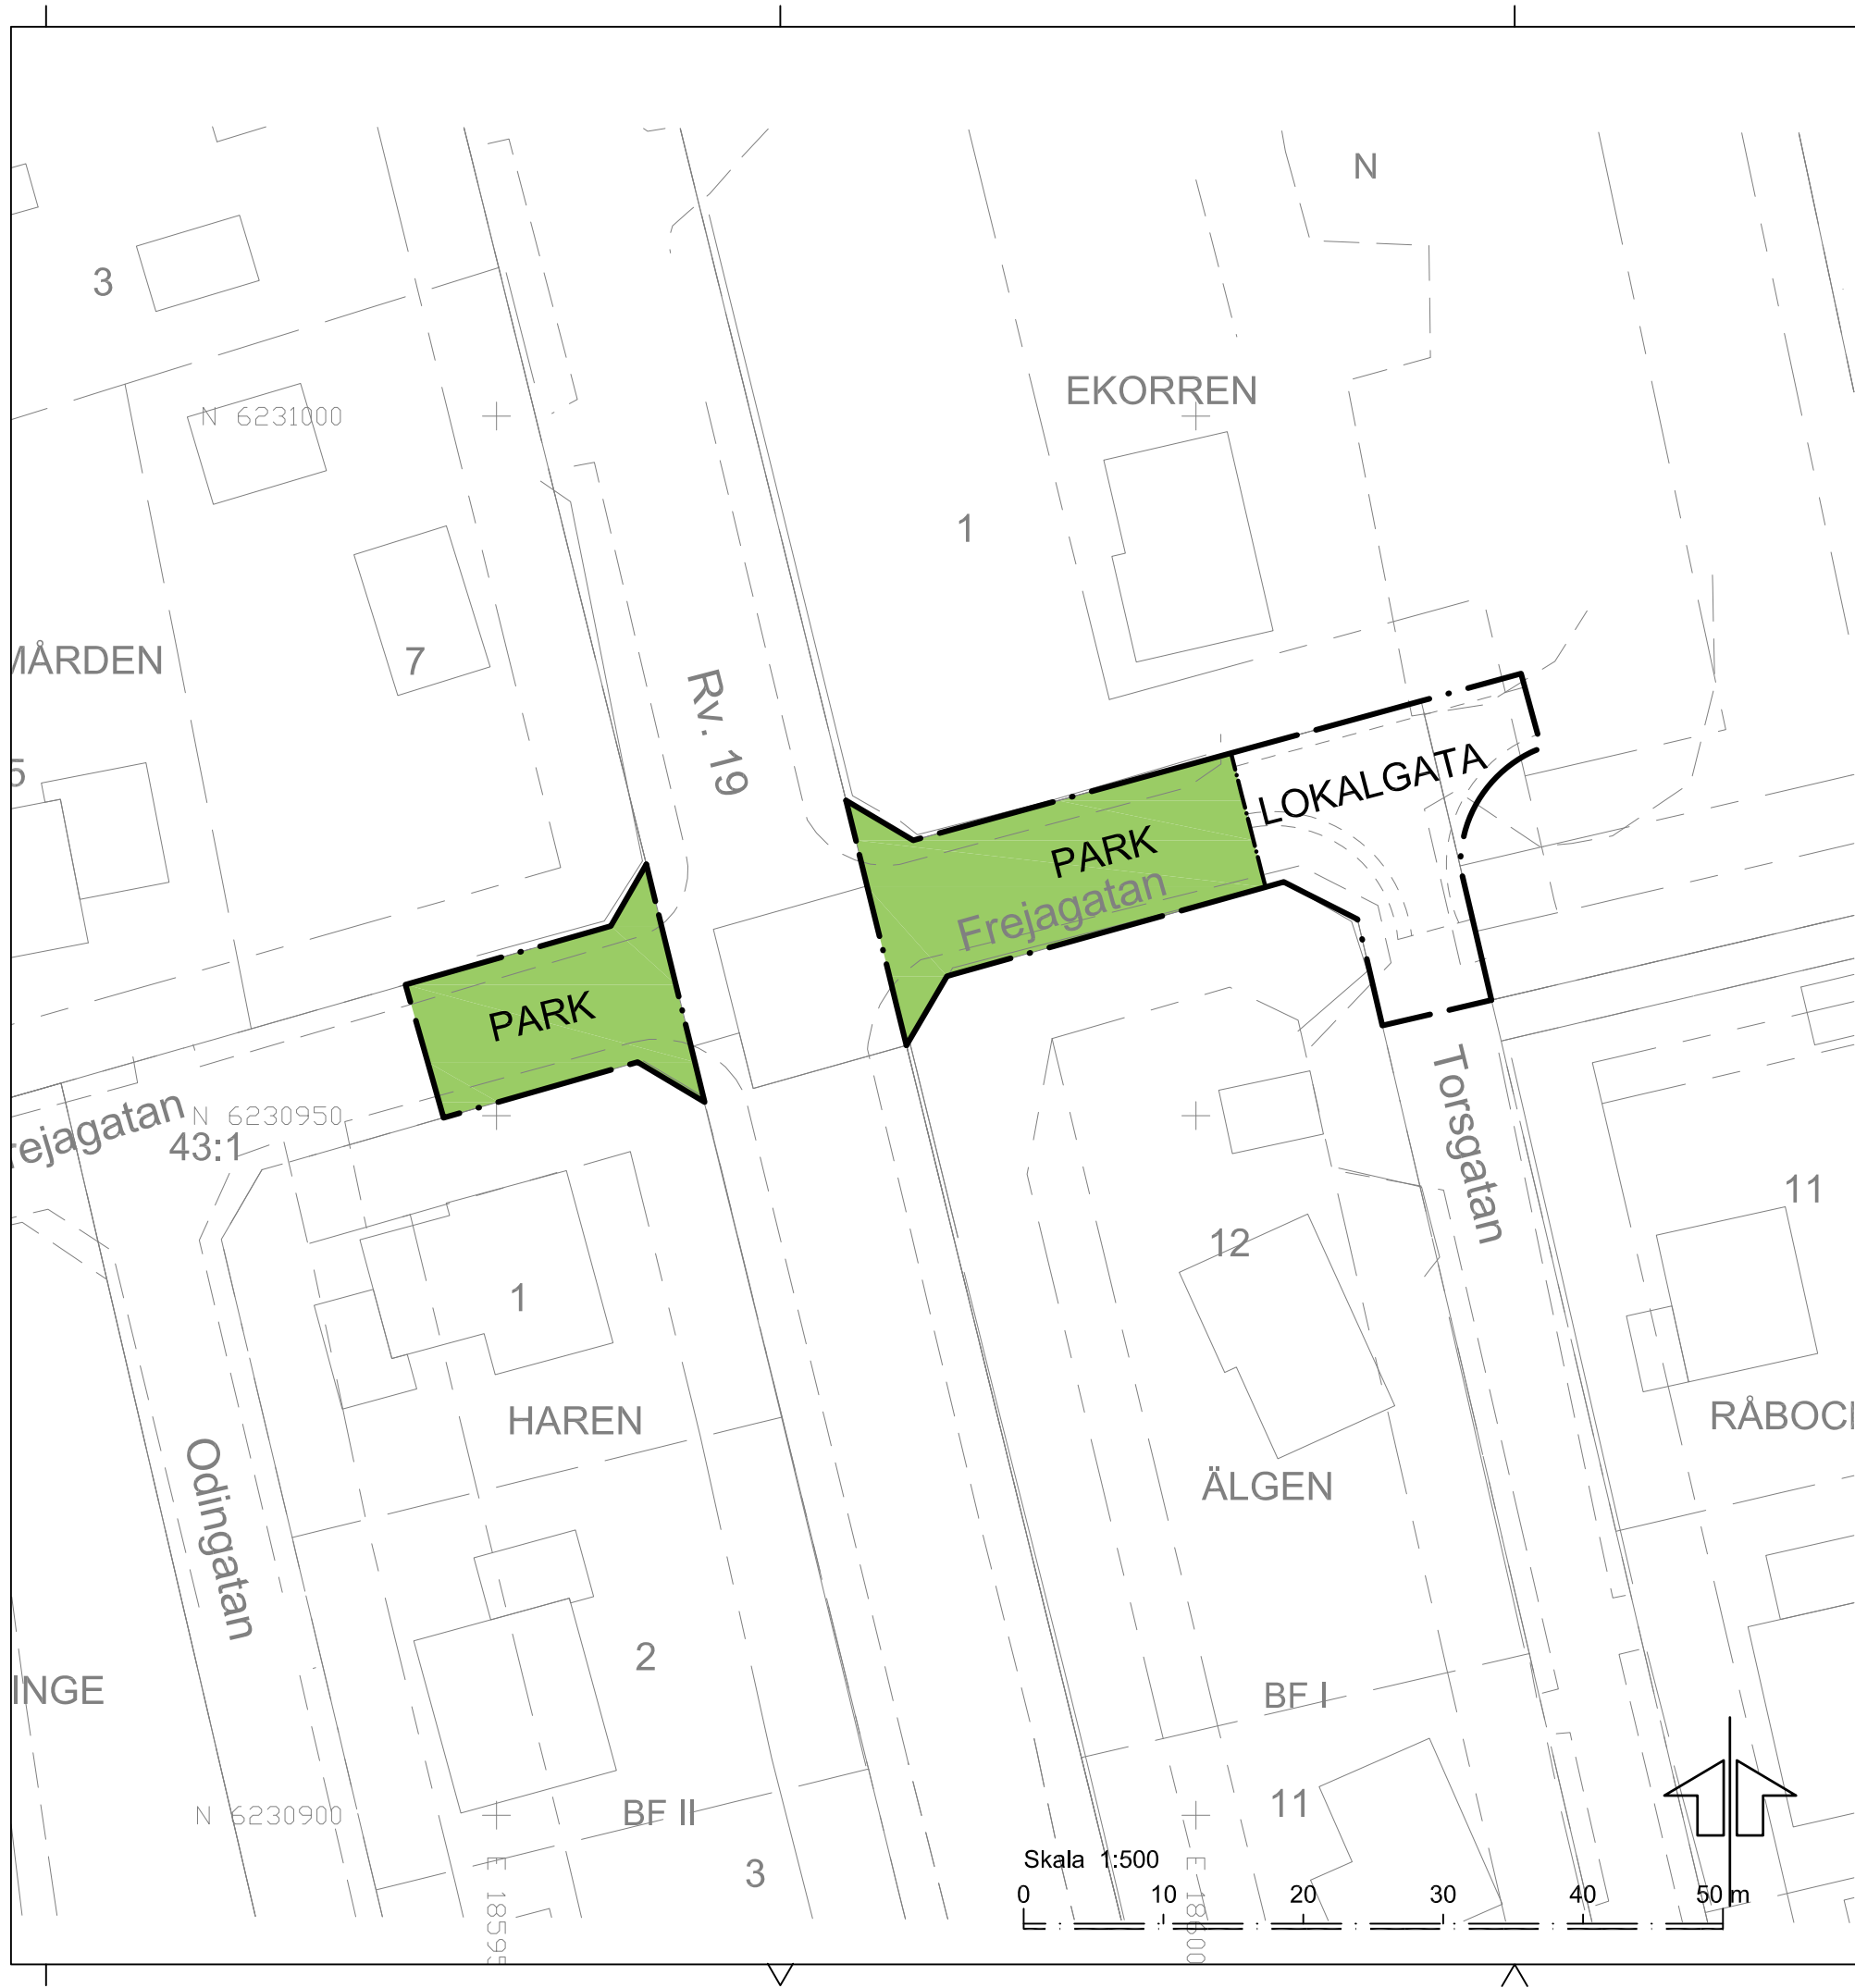 N
3
EKORREN
N 6231000
1
MÅRDEN
7
Rv. 19
5
LOKALGATA
PARK
Frejagatan
PARK
Torsgatan
N 6230950
43:1
11
12
1
HAREN
RÅBOC
ÄLGEN
Odingatan
2
INGE
BF I
BF II
11
3
Skala 1:500
0 10 20 30 40 50 m